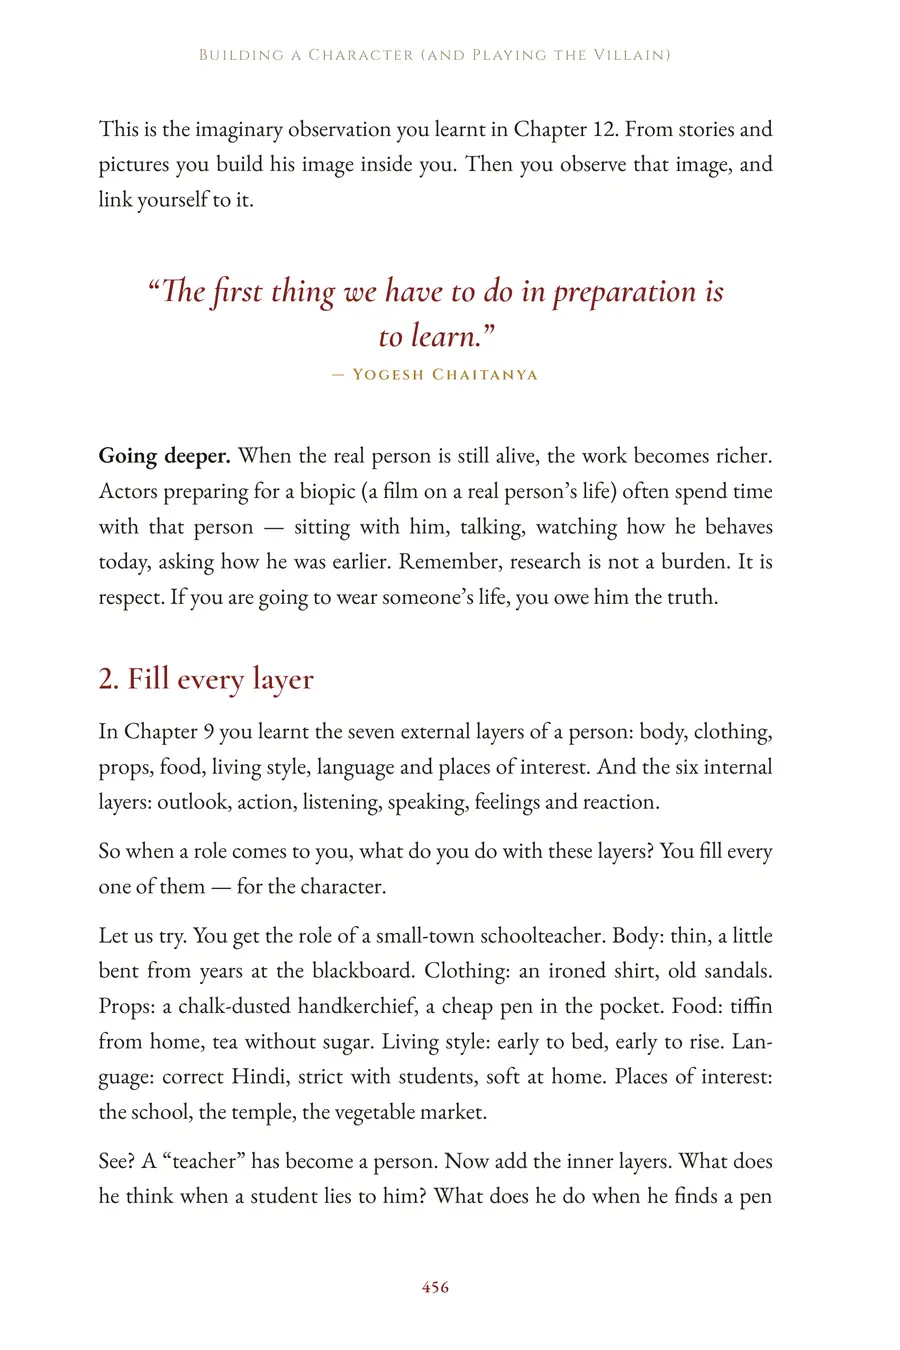 Building a Character (and Playing the Villain)
This is the imaginary observation you learnt in Chapter 12. From stories and
pictures you build his image inside you. Then you observe that image, and
link yourself to it.
“The first thing we have to do in preparation is
to learn.”
— Yogesh Chaitanya
Going deeper. When the real person is still alive, the work becomes richer.
Actors preparing for a biopic (a film on a real person’s life) often spend time
with that person — sitting with him, talking, watching how he behaves
today, asking how he was earlier. Remember, research is not a burden. It is
respect. If you are going to wear someone’s life, you owe him the truth.
2. Fill every layer
In Chapter 9 you learnt the seven external layers of a person: body, clothing,
props, food, living style, language and places of interest. And the six internal
layers: outlook, action, listening, speaking, feelings and reaction.
So when a role comes to you, what do you do with these layers? You fill every
one of them — for the character.
Let us try. You get the role of a small-town schoolteacher. Body: thin, a little
bent from years at the blackboard. Clothing: an ironed shirt, old sandals.
Props: a chalk-dusted handkerchief, a cheap pen in the pocket. Food: tiffin
from home, tea without sugar. Living style: early to bed, early to rise. Lan-
guage: correct Hindi, strict with students, soft at home. Places of interest:
the school, the temple, the vegetable market.
See? A “teacher” has become a person. Now add the inner layers. What does
he think when a student lies to him? What does he do when he finds a pen
456